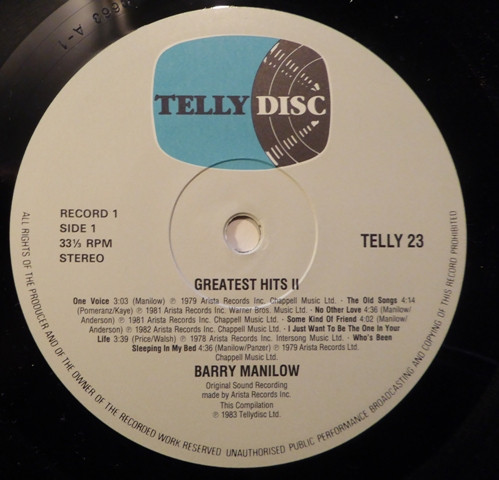 TELLY DISC
RECORD 1
SIDE 1
33⅓ RPM
STEREO
TELLY 23
GREATEST HITS II
One Voice 3:03 (Manilow) ℗ 1979 Arista Records Inc. Chappell Music Ltd. · The Old Songs 4:14
(Pomeranz/Kaye) ℗ 1981 Arista Records Inc. Warner Bros. Music Ltd. · No Other Love 4:36 (Manilow/
Anderson) ℗ 1981 Arista Records Inc. Chappell Music Ltd. · Some Kind Of Friend 4:02 (Manilow/
Anderson) ℗ 1982 Arista Records Inc. Chappell Music Ltd. · I Just Want To Be The One In Your
Life 3:39 (Price/Walsh) ℗ 1978 Arista Records Inc. Intersong Music Ltd. · Who's Been
Sleeping In My Bed 4:36 (Manilow/Panzer) ℗ 1979 Arista Records Ltd.
Chappell Music Ltd.
BARRY MANILOW
Original Sound Recording
made by Arista Records Inc.
This Compilation
℗ 1983 Tellydisc Ltd.
ALL RIGHTS OF THE PRODUCER AND OF THE OWNER OF THE RECORDED WORK RESERVED UNAUTHORISED PUBLIC PERFORMANCE BROADCASTING AND COPYING OF THIS RECORD PROHIBITED